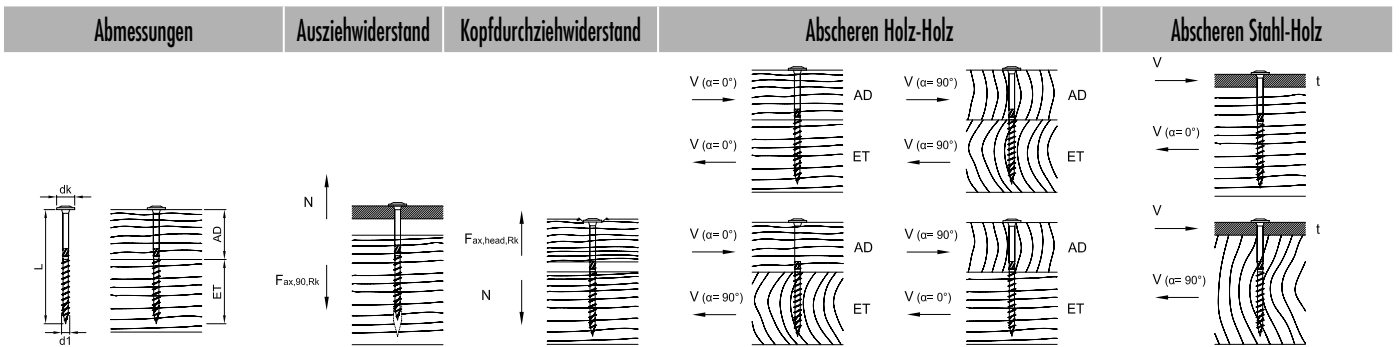 Abmessungen
Ausziehwiderstand
Kopfdurchziehwiderstand
Abscheren Holz-Holz
Abscheren Stahl-Holz
dk
L
d1
AD
ET
N
Fax,90,Rk
Fax,head,Rk
N
V (α= 0°)
AD
V (α= 0°)
ET
V (α= 90°)
AD
V (α= 90°)
ET
V (α= 0°)
AD
V (α= 90°)
ET
V (α= 90°)
AD
V (α= 0°)
ET
V
t
V (α= 0°)
V
t
V (α= 90°)